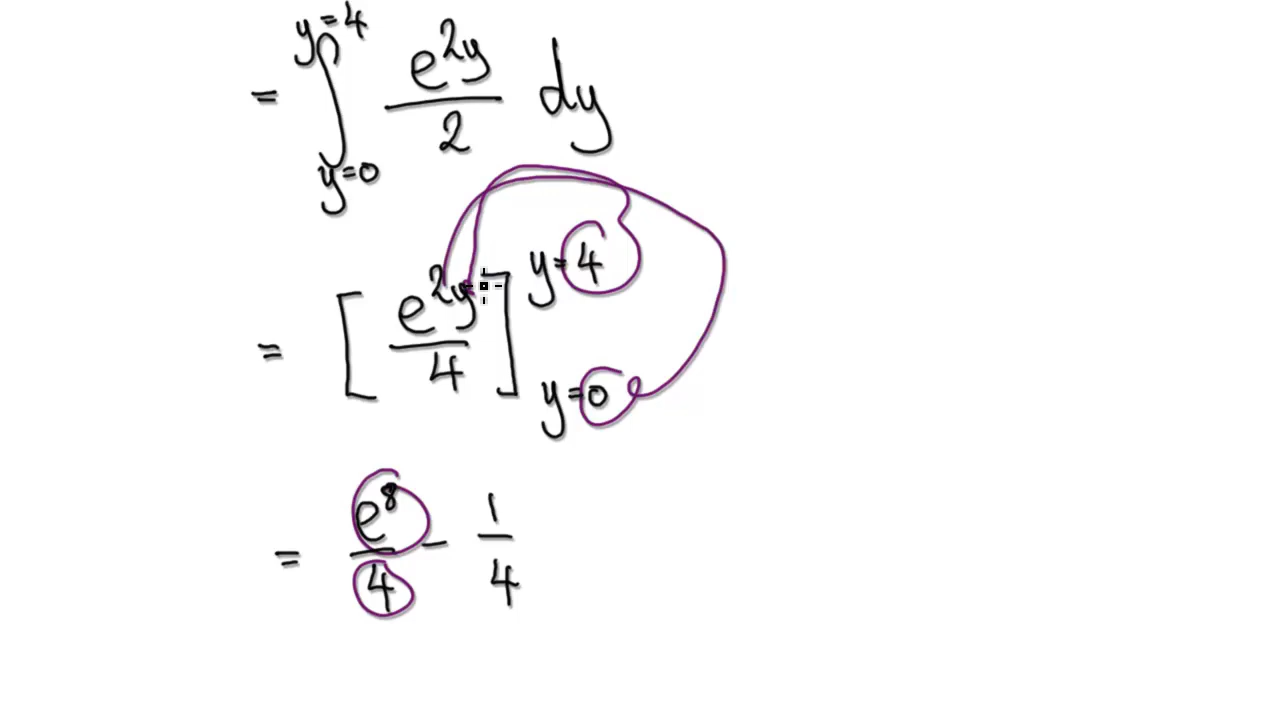 y=4
= ∫ e^{2y}/2 dy
y=0
y=4
= [ e^{2y}/4 ]
y=0
= e^8/4 - 1/4